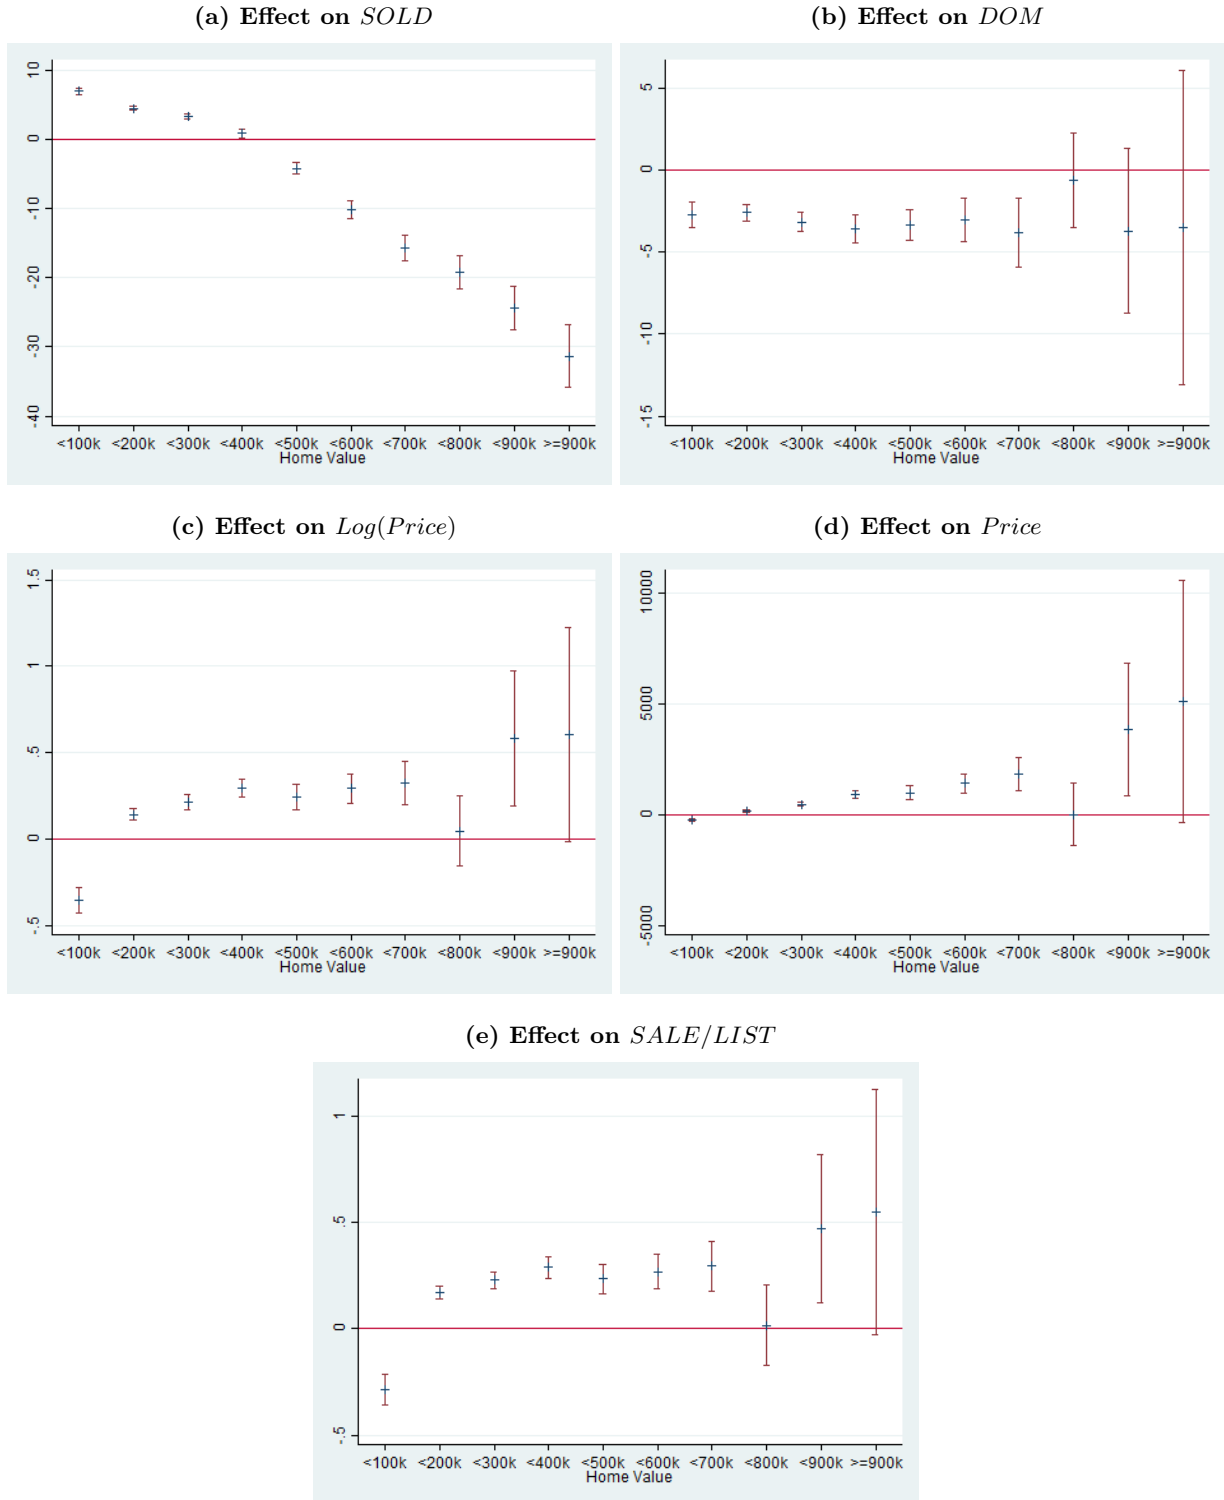 (a) Effect on SOLD
10
0
-10
-20
-30
-40
<100k <200k <300k <400k <500k <600k <700k <800k <900k >=900k
Home Value
(b) Effect on DOM
5
0
-5
-10
-15
<100k <200k <300k <400k <500k <600k <700k <800k <900k >=900k
Home Value
(c) Effect on Log(Price)
1.5
1
.5
0
-.5
<100k <200k <300k <400k <500k <600k <700k <800k <900k >=900k
Home Value
(d) Effect on Price
10000
5000
0
-5000
<100k <200k <300k <400k <500k <600k <700k <800k <900k >=900k
Home Value
(e) Effect on SALE/LIST
1
.5
0
-.5
<100k <200k <300k <400k <500k <600k <700k <800k <900k >=900k
Home Value